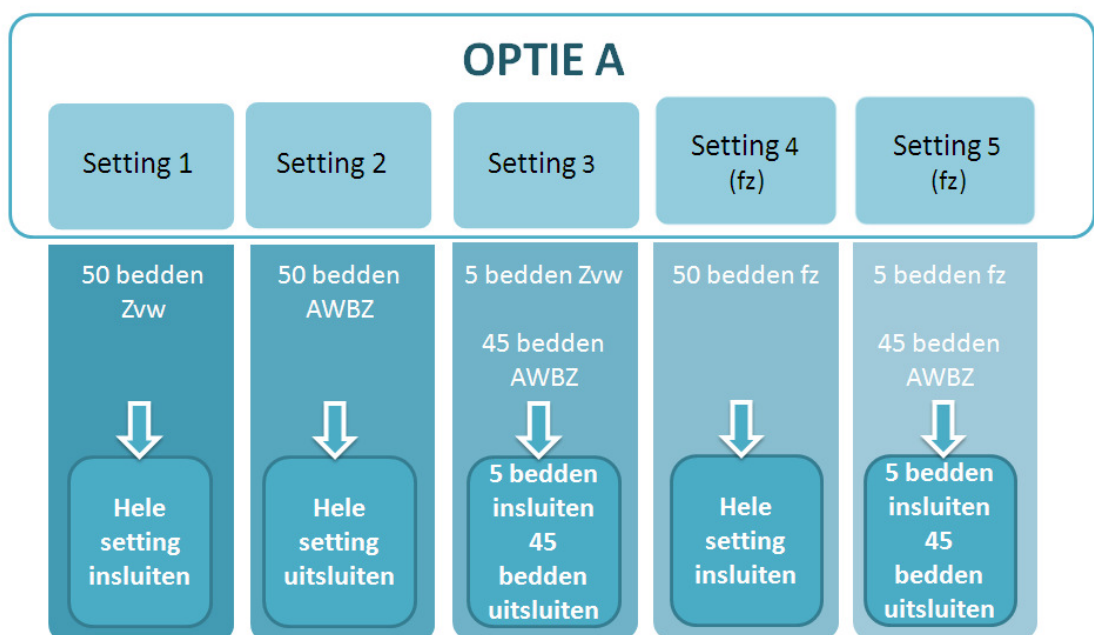 OPTIE A
Setting 1
Setting 2
Setting 3
Setting 4
(fz)
Setting 5
(fz)
50 bedden
Zvw
50 bedden
AWBZ
5 bedden Zvw
45 bedden
AWBZ
50 bedden fz
5 bedden fz
45 bedden
AWBZ
Hele
setting
insluiten
Hele
setting
uitsluiten
5 bedden
insluiten
45
bedden
uitsluiten
Hele
setting
insluiten
5 bedden
insluiten
45
bedden
uitsluiten